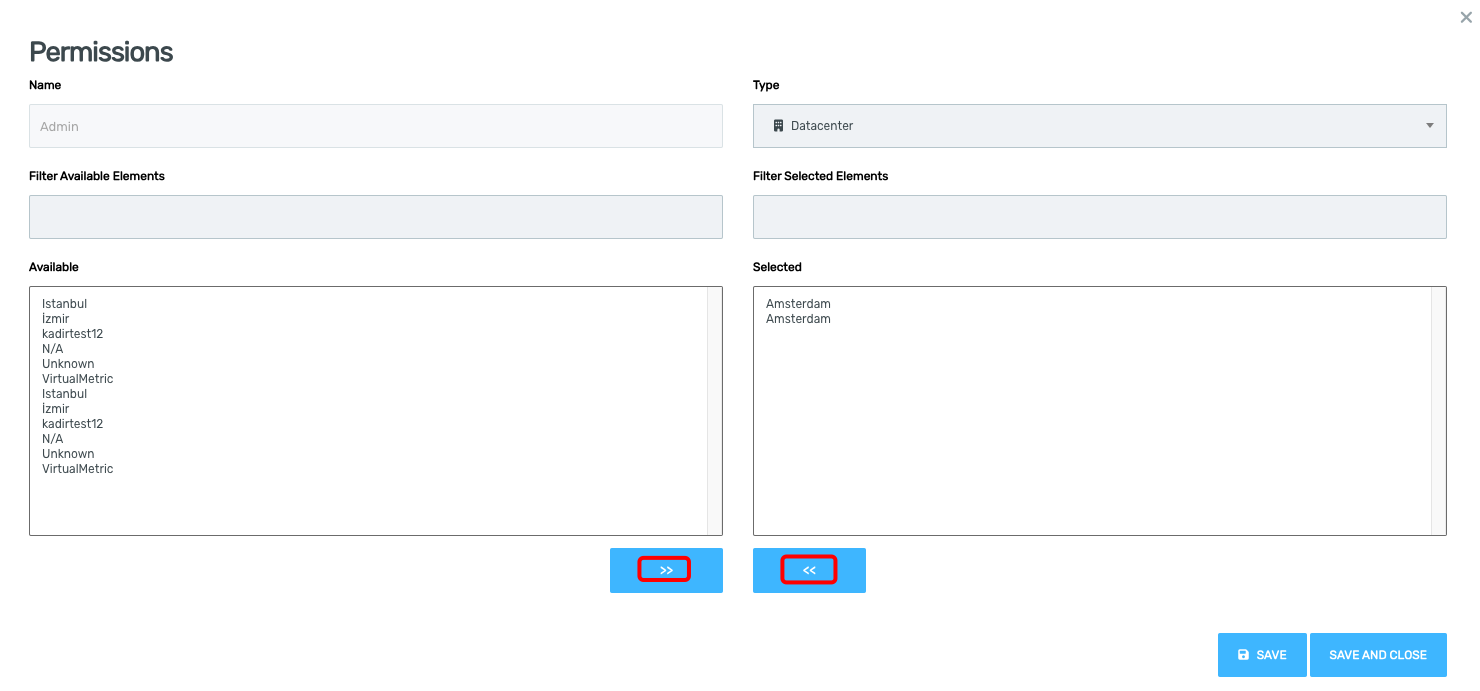 Permissions
Name
Type
Admin
Datacenter
Filter Available Elements
Filter Selected Elements
Available
Selected
Istanbul
İzmir
kadirtest12
N/A
Unknown
VirtualMetric
Istanbul
İzmir
kadirtest12
N/A
Unknown
VirtualMetric
Amsterdam
Amsterdam
>>
<<
SAVE
SAVE AND CLOSE